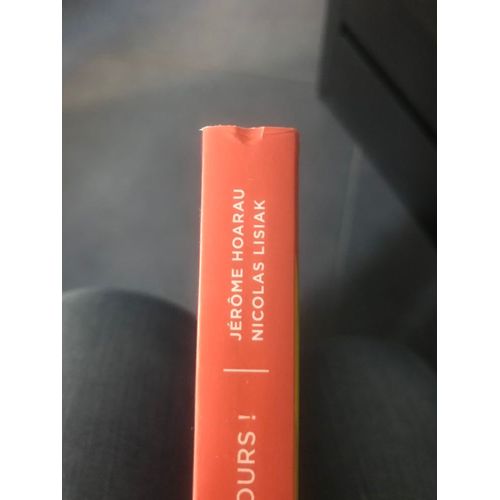 JÉRÔME HOARAU
NICOLAS LISIAK
OURS !